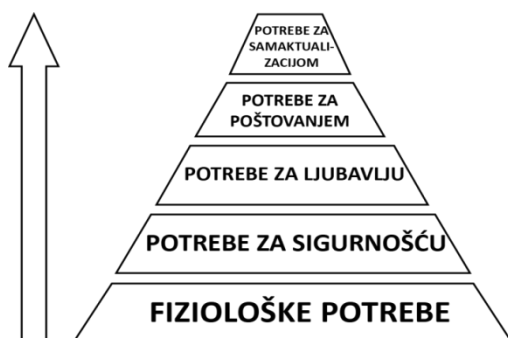 POTREBE ZA
SAMAKTUALI-
ZACIJOM
POTREBE ZA
POŠTOVANJEM
POTREBE ZA LJUBAVLJU
POTREBE ZA SIGURNOŠĆU
FIZIOLOŠKE POTREBE